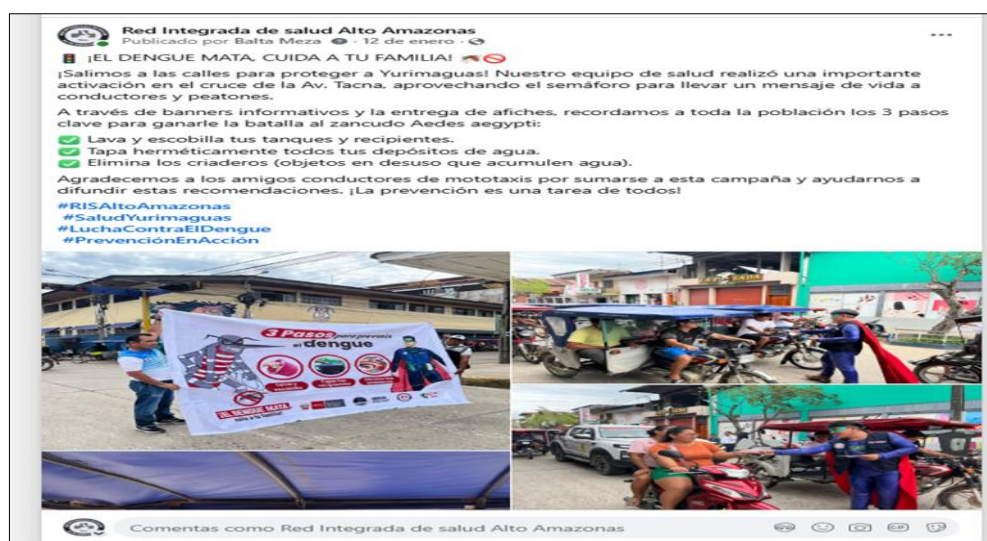 Red Integrada de salud Alto Amazonas
Publicado por Balta Meza · 12 de enero ·
¡EL DENGUE MATA, CUIDA A TU FAMILIA!
¡Salimos a las calles para proteger a Yurimaguas! Nuestro equipo de salud realizó una importante
activación en el cruce de la Av. Tacna, aprovechando el semáforo para llevar un mensaje de vida a
conductores y peatones.
A través de banners informativos y la entrega de afiches, recordamos a toda la población los 3 pasos
clave para ganarle la batalla al zancudo Aedes aegypti:
Lava y escobilla tus tanques y recipientes.
Tapa herméticamente todos tus depósitos de agua.
Elimina los criaderos (objetos en desuso que acumulen agua).
Agradecemos a los amigos conductores de mototaxis por sumarse a esta campaña y ayudarnos a
difundir estas recomendaciones. ¡La prevención es una tarea de todos!
#RISAltoAmazonas
#SaludYurimaguas
#LuchaContraElDengue
#PrevenciónEnAcción
3 Pasos para prevenir
el dengue
¡EL DENGUE MATA
Comentas como Red Integrada de salud Alto Amazonas
GIF